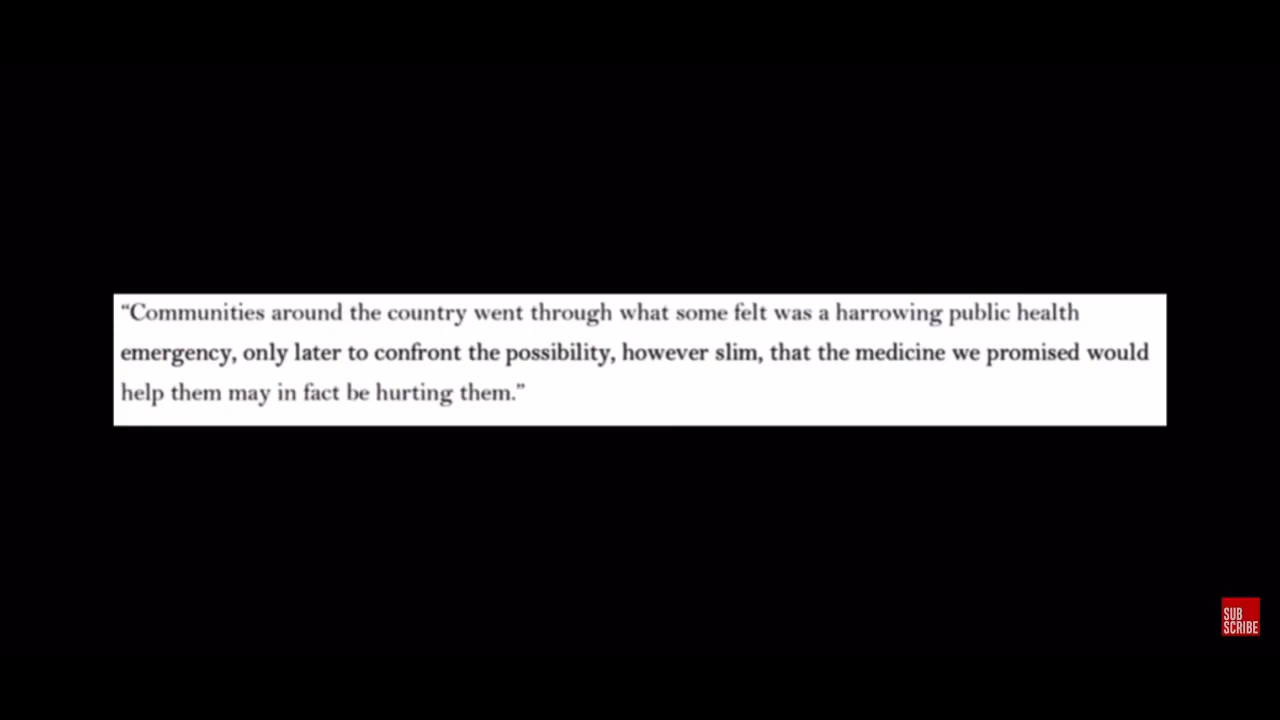 “Communities around the country went through what some felt was a harrowing public health
emergency, only later to confront the possibility, however slim, that the medicine we promised would
help them may in fact be hurting them.”
SUB
SCRIBE